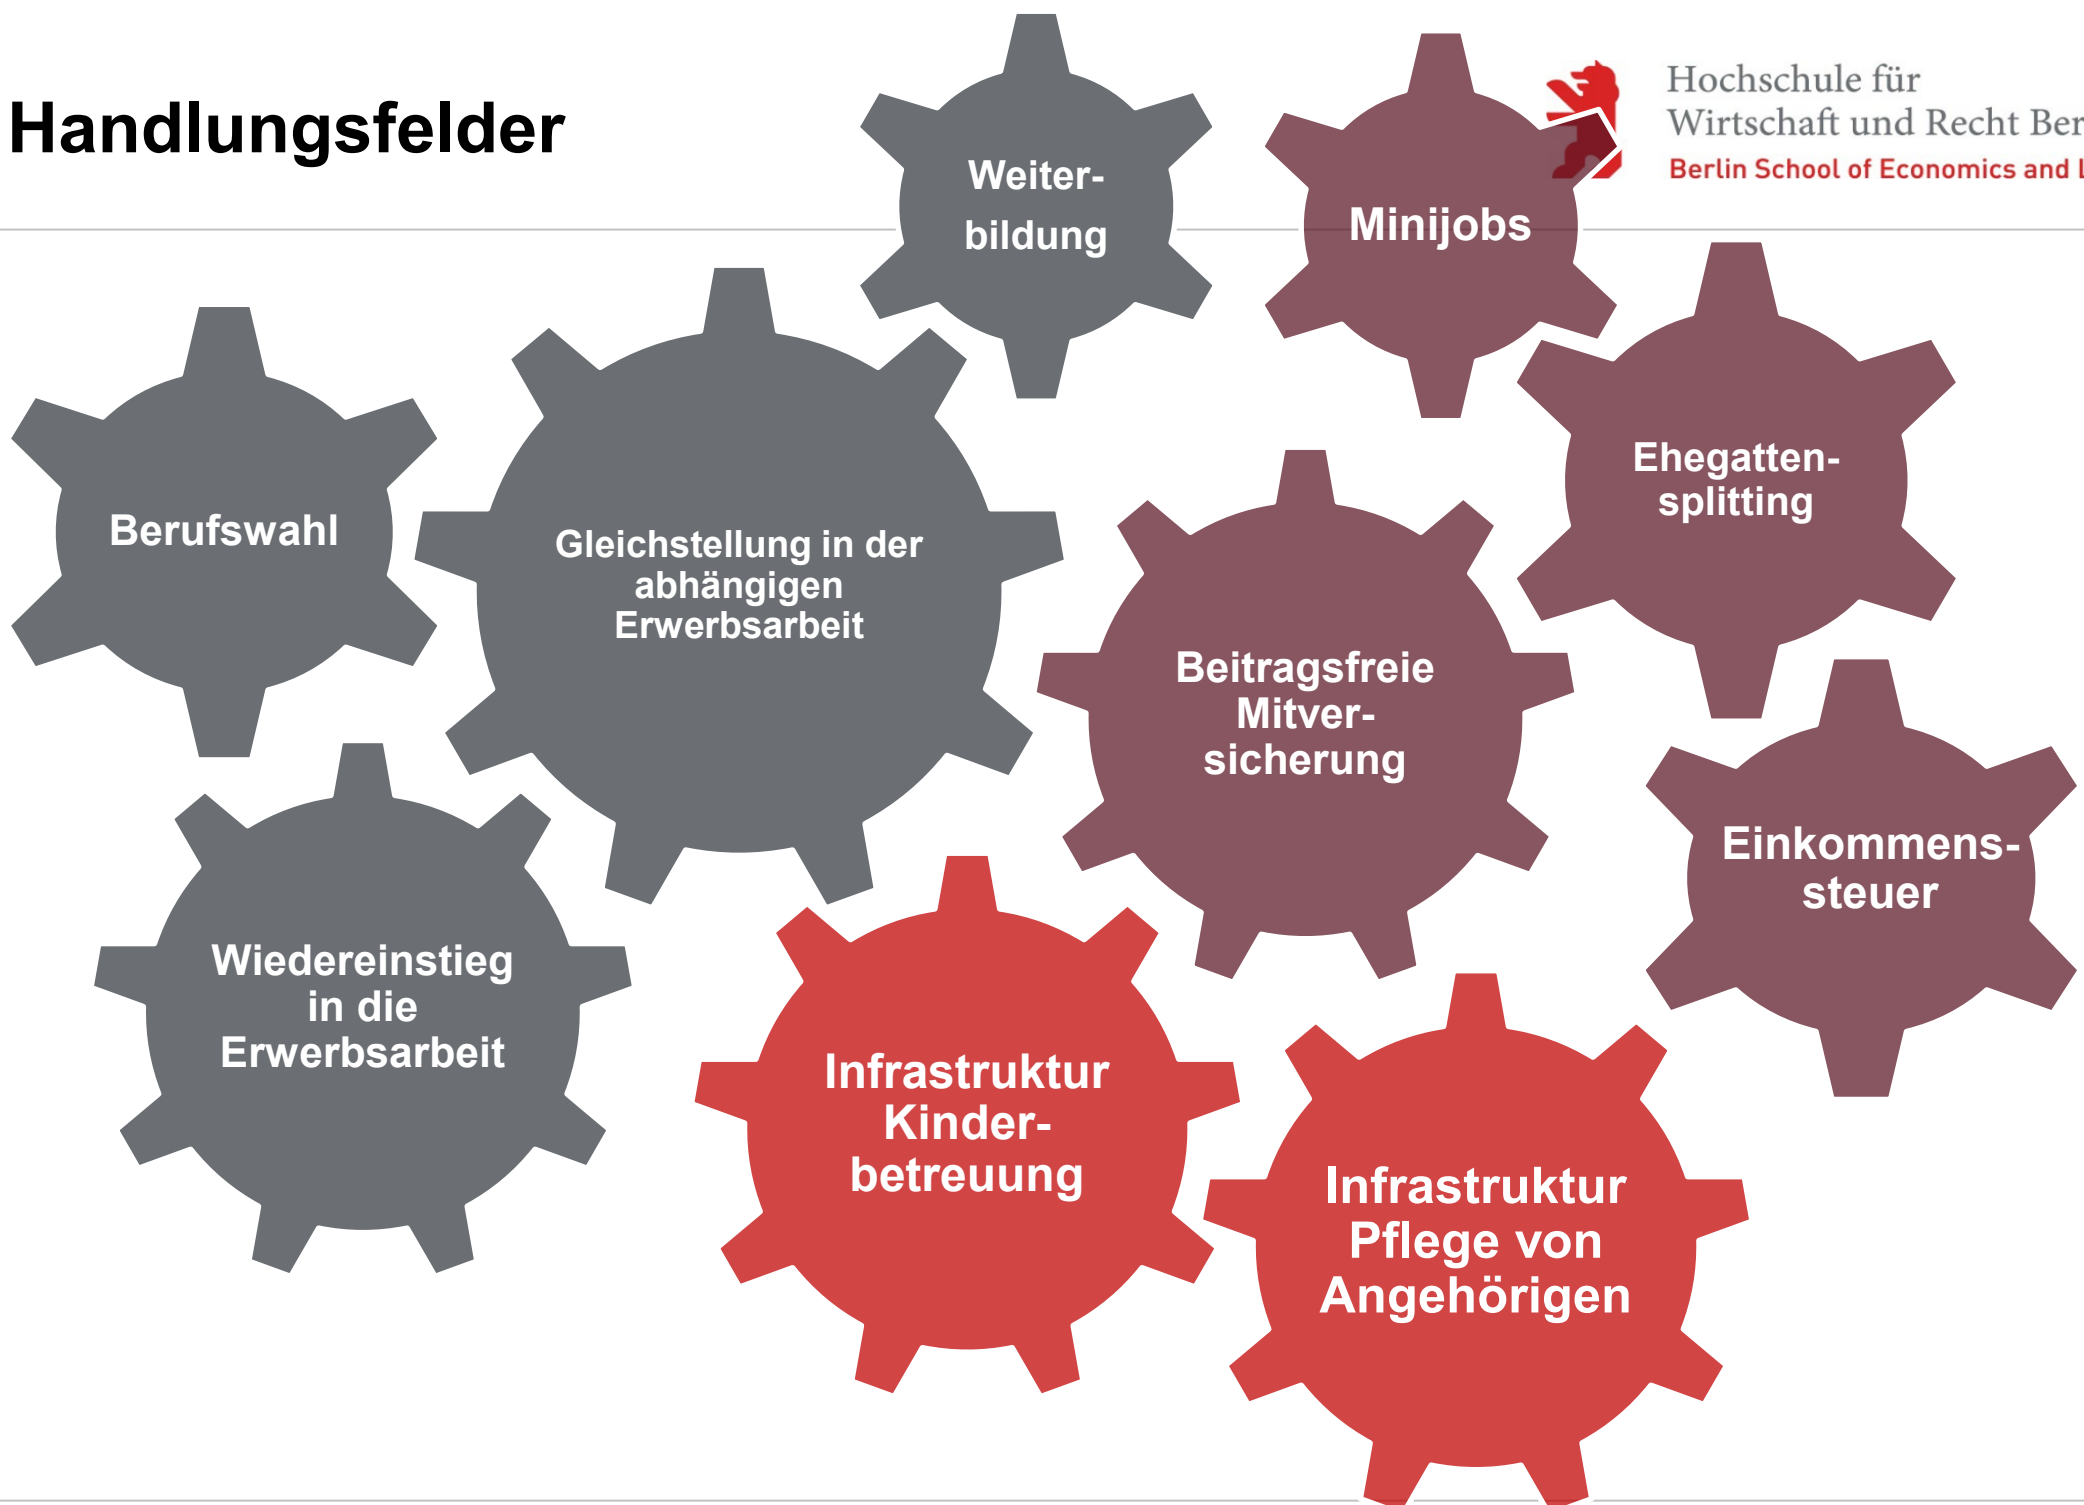 Handlungsfelder
Hochschule für
Wirtschaft und Recht Ber
Berlin School of Economics and L
Weiter-
bildung
Minijobs
Ehegatten-
splitting
Berufswahl
Gleichstellung in der
abhängigen
Erwerbsarbeit
Beitragsfreie
Mitver-
sicherung
Einkommens-
steuer
Wiedereinstieg
in die
Erwerbsarbeit
Infrastruktur
Kinder-
betreuung
Infrastruktur
Pflege von
Angehörigen